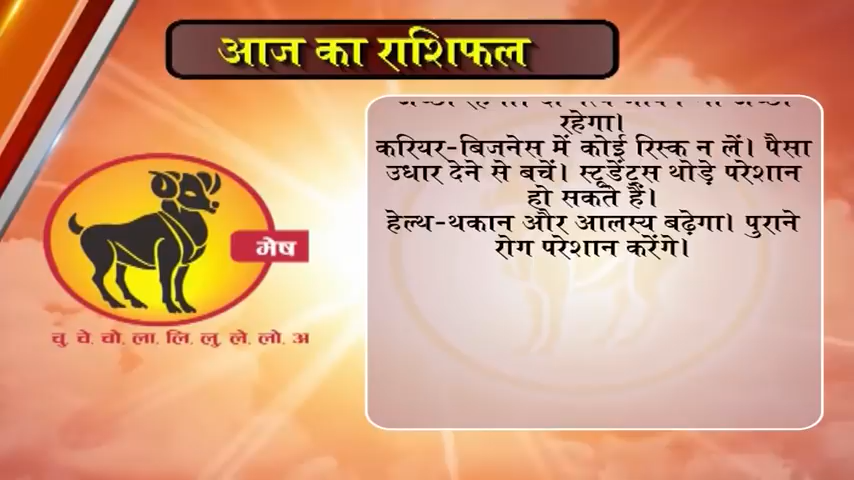 आज का राशिफल
मेष
चु, चे, चो, ला, लि, लु, ले, लो, अ
रहेगा।
करियर-बिजनेस में कोई रिस्क न लें। पैसा
उधार देने से बचें। स्टूडेंट्स थोड़े परेशान
हो सकते हैं।
हेल्थ-थकान और आलस्य बढ़ेगा। पुराने
रोग परेशान करेंगे।